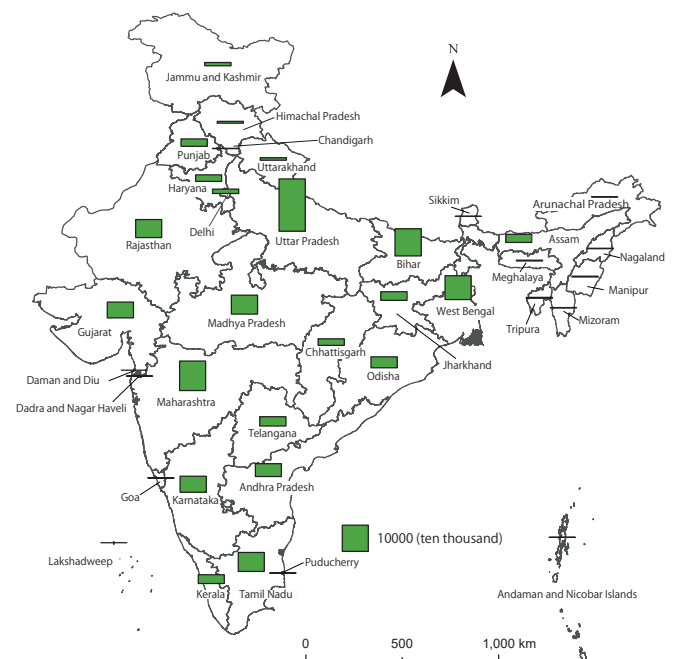 N
Jammu and Kashmir
Himachal Pradesh
Chandigarh
Punjab
Uttarakhand
Haryana
Delhi
Rajasthan
Uttar Pradesh
Sikkim
Arunachal Pradesh
Assam
Nagaland
Bihar
Meghalaya
Manipur
Gujarat
Madhya Pradesh
West Bengal
Mizoram
Tripura
Chhattisgarh
Jharkhand
Odisha
Daman and Diu
Maharashtra
Dadra and Nagar Haveli
Telangana
Andhra Pradesh
Goa
Karnataka
10000 (ten thousand)
Lakshadweep
Puducherry
Kerala
Tamil Nadu
Andaman and Nicobar Islands
0 500 1,000 km